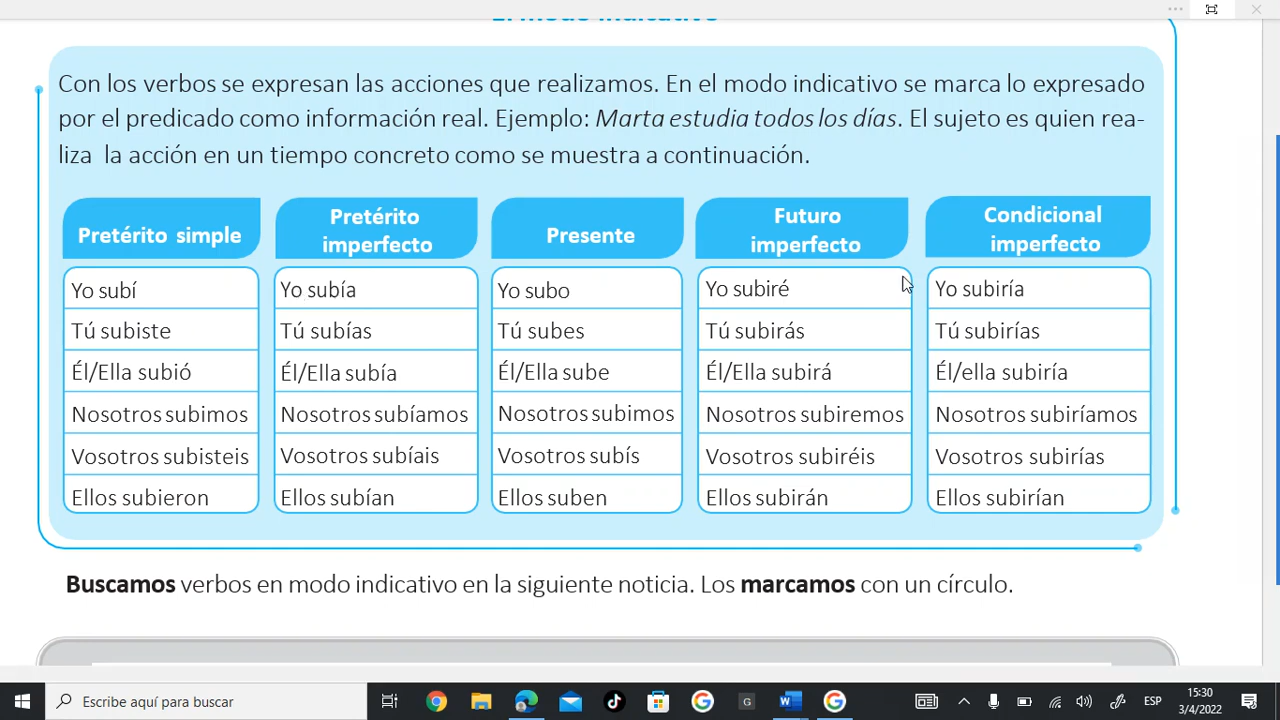 El modo indicativo
Con los verbos se expresan las acciones que realizamos. En el modo indicativo se marca lo expresado
por el predicado como información real. Ejemplo: Marta estudia todos los días. El sujeto es quien rea-
liza la acción en un tiempo concreto como se muestra a continuación.
Pretérito simple
Yo subí
Tú subiste
Él/Ella subió
Nosotros subimos
Vosotros subisteis
Ellos subieron
Pretérito
imperfecto
Yo subía
Tú subías
Él/Ella subía
Nosotros subíamos
Vosotros subíais
Ellos subían
Presente
Yo subo
Tú subes
Él/Ella sube
Nosotros subimos
Vosotros subís
Ellos suben
Futuro
imperfecto
Yo subiré
Tú subirás
Él/Ella subirá
Nosotros subiremos
Vosotros subiréis
Ellos subirán
Condicional
imperfecto
Yo subiría
Tú subirías
Él/ella subiría
Nosotros subiríamos
Vosotros subirías
Ellos subirían
Buscamos verbos en modo indicativo en la siguiente noticia. Los marcamos con un círculo.
Escribe aquí para buscar
G
ESP
15:30
3/4/2022